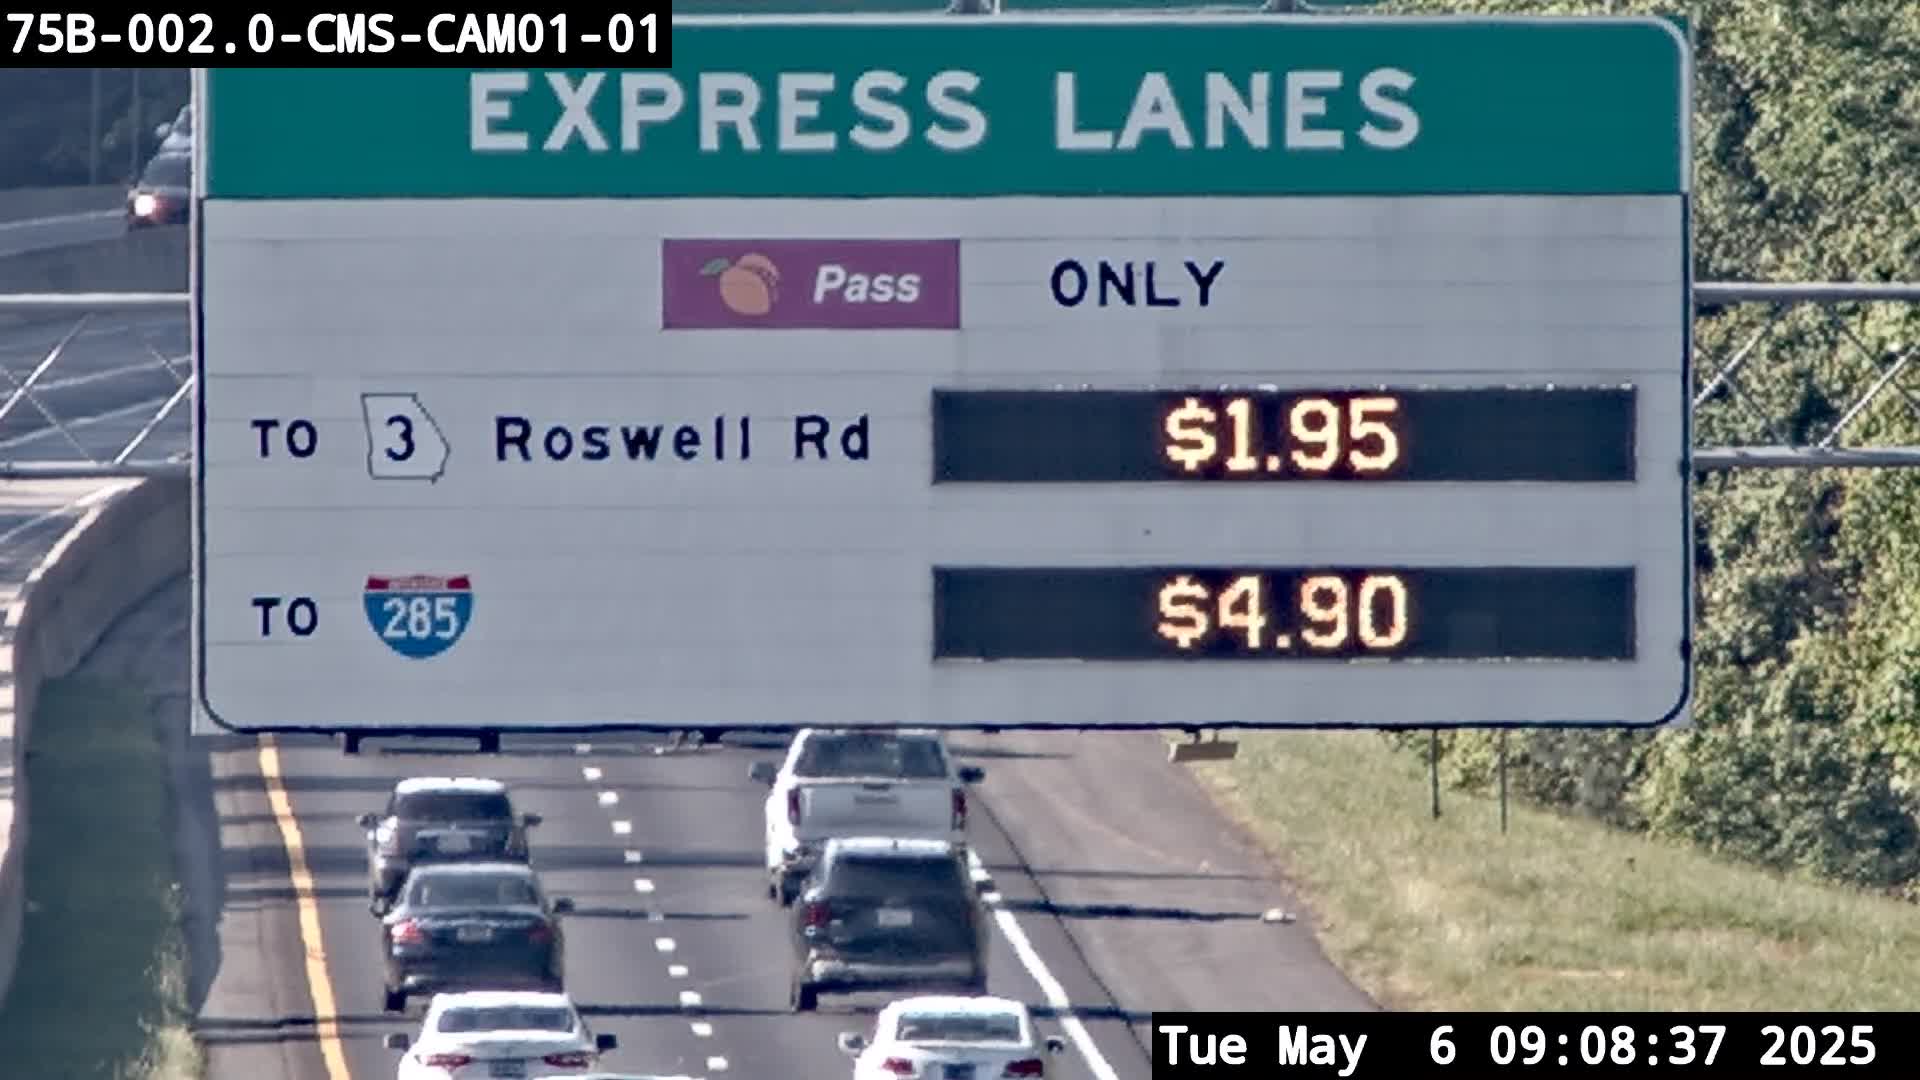 75B-002.0-CMS-CAM01-01
EXPRESS LANES
Pass ONLY
TO 3 Roswell Rd $1.95
TO 285 $4.90
Tue May 6 09:08:37 2025